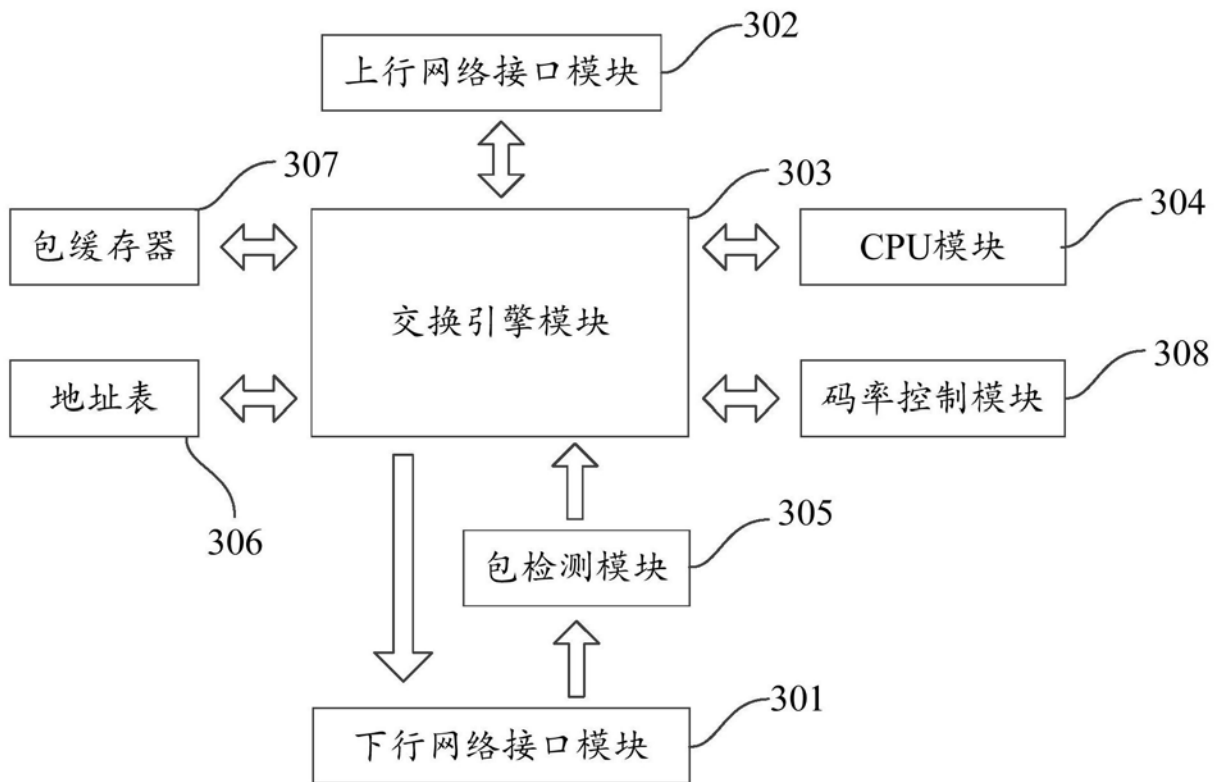 302
上行网络接口模块
307
303
304
包缓存器
CPU模块
交换引擎模块
308
地址表
码率控制模块
306
305
包检测模块
301
下行网络接口模块